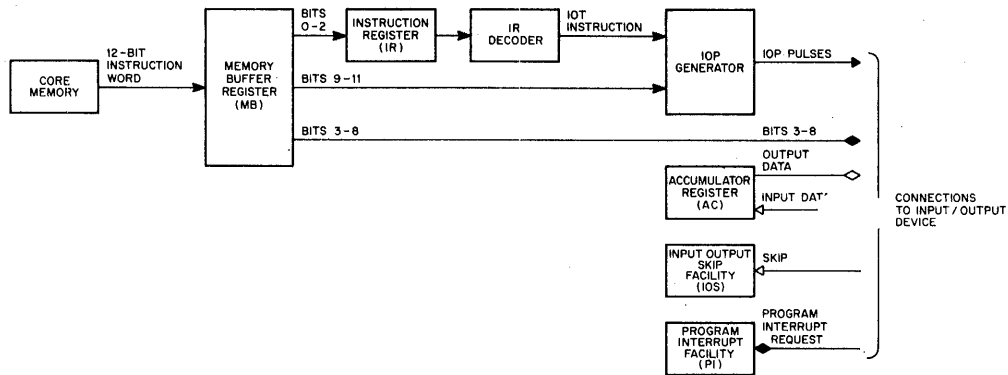 CORE
MEMORY
12-BIT
INSTRUCTION
WORD
MEMORY
BUFFER
REGISTER
(MB)
BITS
0-2
INSTRUCTION
REGISTER
(IR)
IR
DECODER
IOT
INSTRUCTION
IOP
GENERATOR
IOP PULSES
BITS 9-11
BITS 3-8
BITS 3-8
OUTPUT
DATA
ACCUMULATOR
REGISTER
(AC)
INPUT DAT
INPUT OUTPUT
SKIP
FACILITY
(IOS)
SKIP
PROGRAM
INTERRUPT
FACILITY
(PI)
PROGRAM
INTERRUPT
REQUEST
CONNECTIONS
TO INPUT/OUTPUT
DEVICE